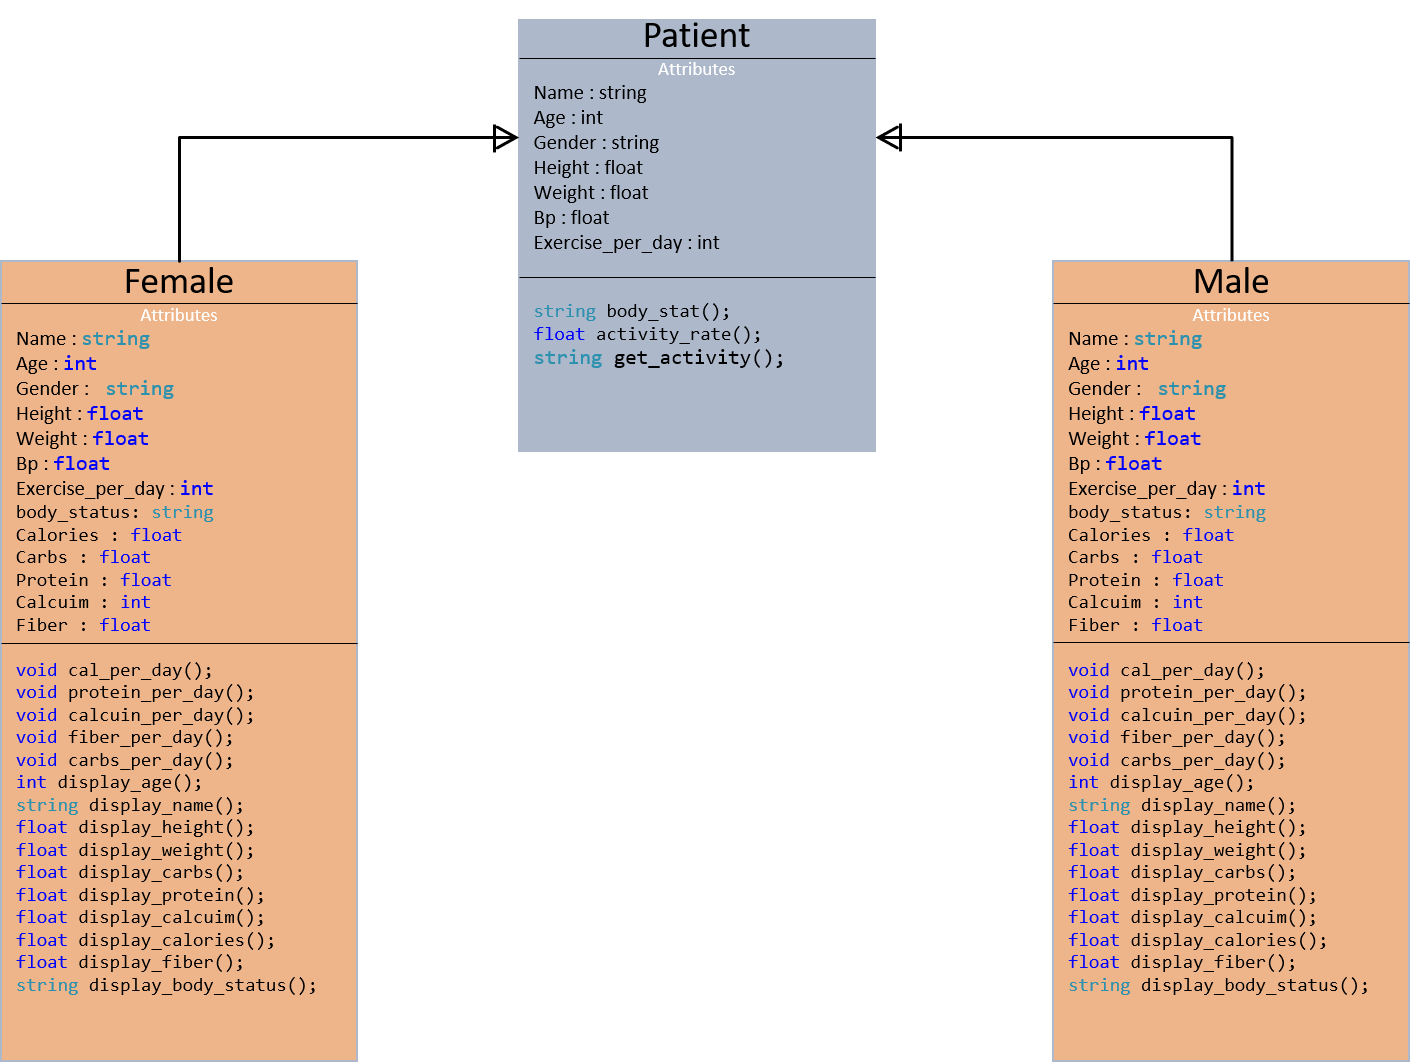 Patient
Attributes
Name : string
Age : int
Gender : string
Height : float
Weight : float
Bp : float
Exercise_per_day : int
string body_stat();
float activity_rate();
string get_activity();
Female
Attributes
Name : string
Age : int
Gender :  string
Height : float
Weight : float
Bp : float
Exercise_per_day : int
body_status: string
Calories : float
Carbs : float
Protein : float
Calcuim : int
Fiber : float
void cal_per_day();
void protein_per_day();
void calcuin_per_day();
void fiber_per_day();
void carbs_per_day();
int display_age();
string display_name();
float display_height();
float display_weight();
float display_carbs();
float display_protein();
float display_calcuim();
float display_calories();
float display_fiber();
string display_body_status();
Male
Attributes
Name : string
Age : int
Gender :  string
Height : float
Weight : float
Bp : float
Exercise_per_day : int
body_status: string
Calories : float
Carbs : float
Protein : float
Calcuim : int
Fiber : float
void cal_per_day();
void protein_per_day();
void calcuin_per_day();
void fiber_per_day();
void carbs_per_day();
int display_age();
string display_name();
float display_height();
float display_weight();
float display_carbs();
float display_protein();
float display_calcuim();
float display_calories();
float display_fiber();
string display_body_status();